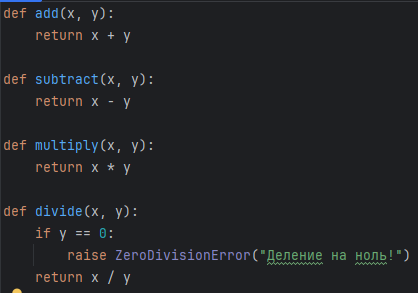 def add(x, y):
    return x + y
def subtract(x, y):
    return x - y
def multiply(x, y):
    return x * y
def divide(x, y):
    if y == 0:
        raise ZeroDivisionError("Деление на ноль!")
    return x / y